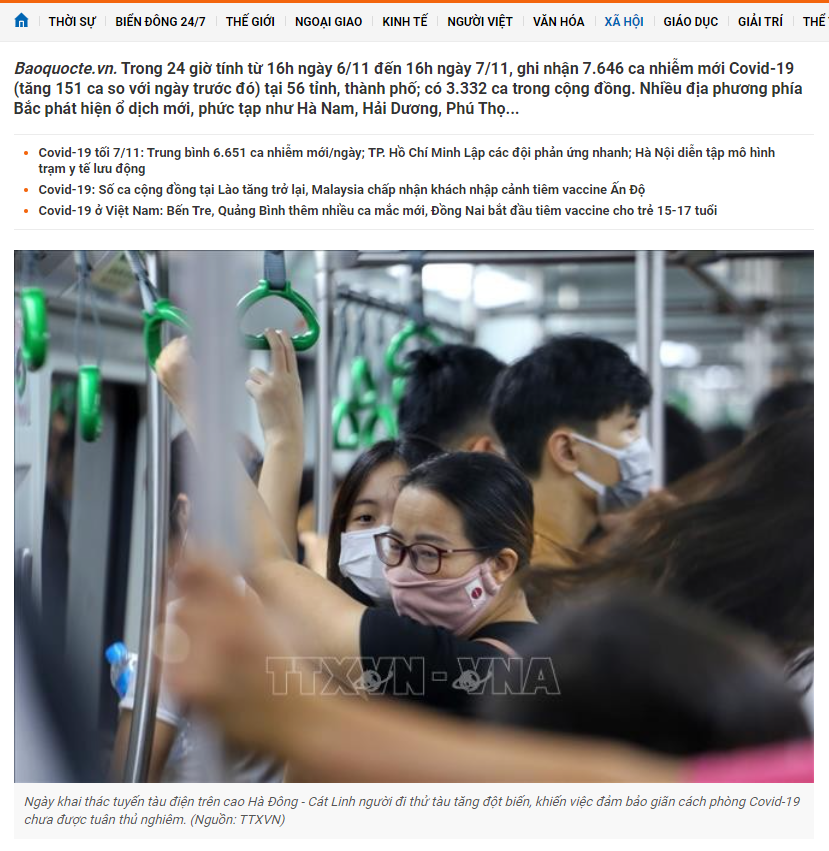 THỜI SỰ BIỂN ĐÔNG 24/7 THẾ GIỚI NGOẠI GIAO KINH TẾ NGƯỜI VIỆT VĂN HÓA XÃ HỘI GIÁO DỤC GIẢI TRÍ THỂ
Baoquocte.vn. Trong 24 giờ tính từ 16h ngày 6/11 đến 16h ngày 7/11, ghi nhận 7.646 ca nhiễm mới Covid-19
(tăng 151 ca so với ngày trước đó) tại 56 tỉnh, thành phố; có 3.332 ca trong cộng đồng. Nhiều địa phương phía
Bắc phát hiện ổ dịch mới, phức tạp như Hà Nam, Hải Dương, Phú Thọ...
Covid-19 tối 7/11: Trung bình 6.651 ca nhiễm mới/ngày; TP. Hồ Chí Minh Lập các đội phản ứng nhanh; Hà Nội diễn tập mô hình
trạm y tế lưu động
Covid-19: Số ca cộng đồng tại Lào tăng trở lại, Malaysia chấp nhận khách nhập cảnh tiêm vaccine Ấn Độ
Covid-19 ở Việt Nam: Bến Tre, Quảng Bình thêm nhiều ca mắc mới, Đồng Nai bắt đầu tiêm vaccine cho trẻ 15-17 tuổi
TTXVN - VNA
Ngày khai thác tuyến tàu điện trên cao Hà Đông - Cát Linh người đi thử tàu tăng đột biến, khiến việc đảm bảo giãn cách phòng Covid-19
chưa được tuân thủ nghiêm. (Nguồn: TTXVN)